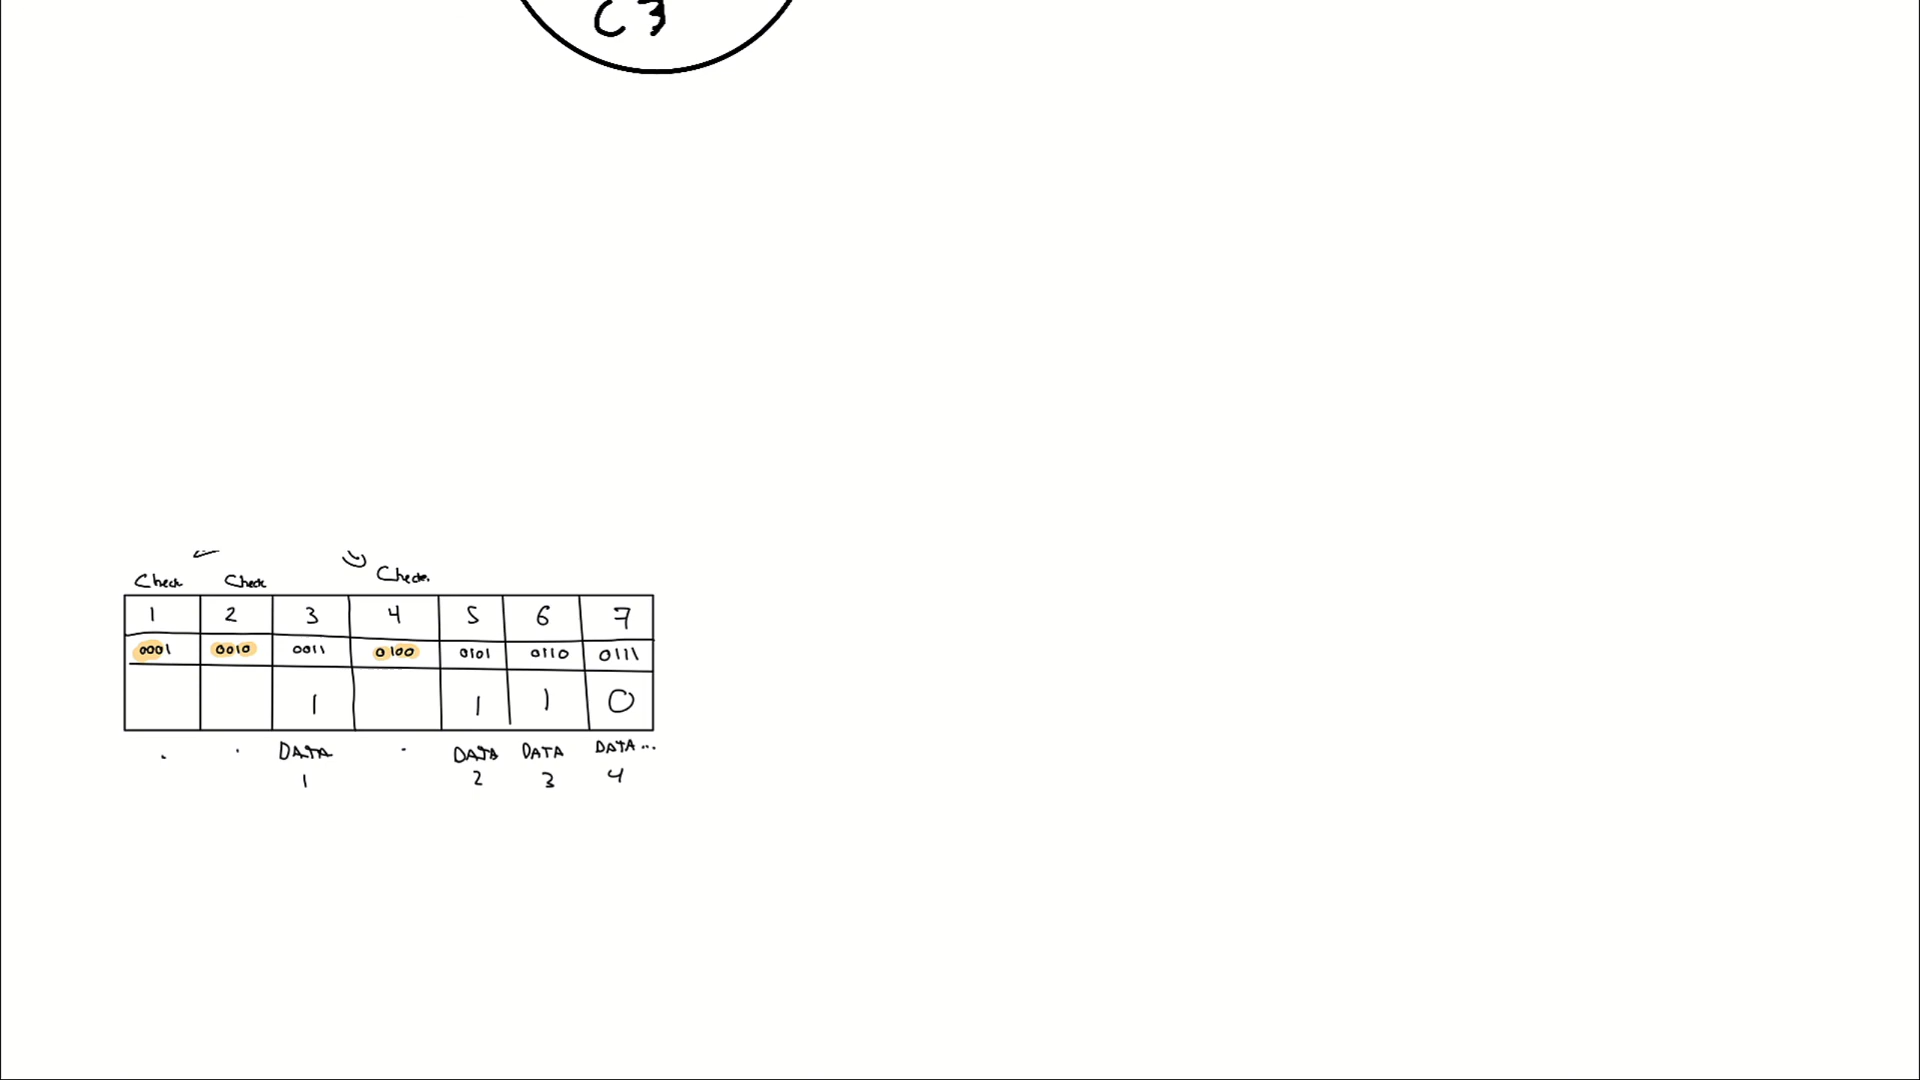 C3
Check Check Check
1 2 3 4 5 6 7
0001 0010 0011 0100 0101 0110 0111
1 1 1 0
DATA DATA DATA DATA...
1 2 3 4